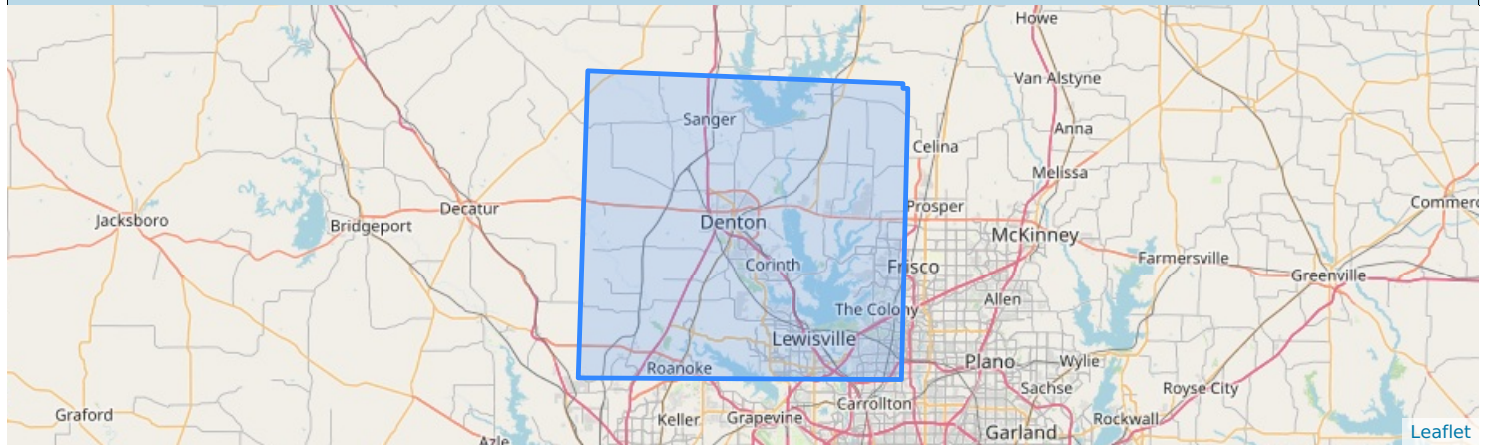 Howe
Van Alstyne
Sanger
Anna
Celina
Melissa
Jacksboro
Bridgeport
Decatur
Denton
Prosper
McKinney
Commerc
Corinth
Frisco
Farmersville
Greenville
The Colony
Allen
Lewisville
Roanoke
Plano
Wylie
Sachse
Royse City
Graford
Keller
Grapevine
Carrollton
Rockwall
Garland
Azle
Leaflet